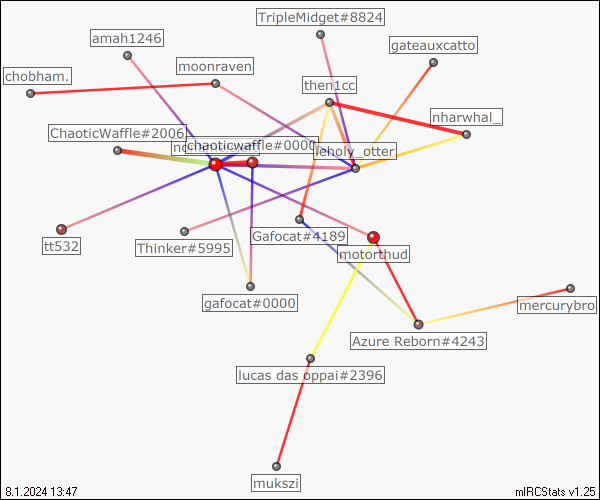 TripleMidget#8824
amah1246
gateauxcatto
moonraven
chobham.
then1cc
nharwhal_
ChaoticWaffle#2006
chaoticwaffle#0000
leholy_otter
tt532
Thinker#5995
Gafocat#4189
motorthud
gafocat#0000
mercurybro
Azure Reborn#4243
lucas das oppai#2396
mukszi
8.1.2024 13:47
mIRCStats v1.25